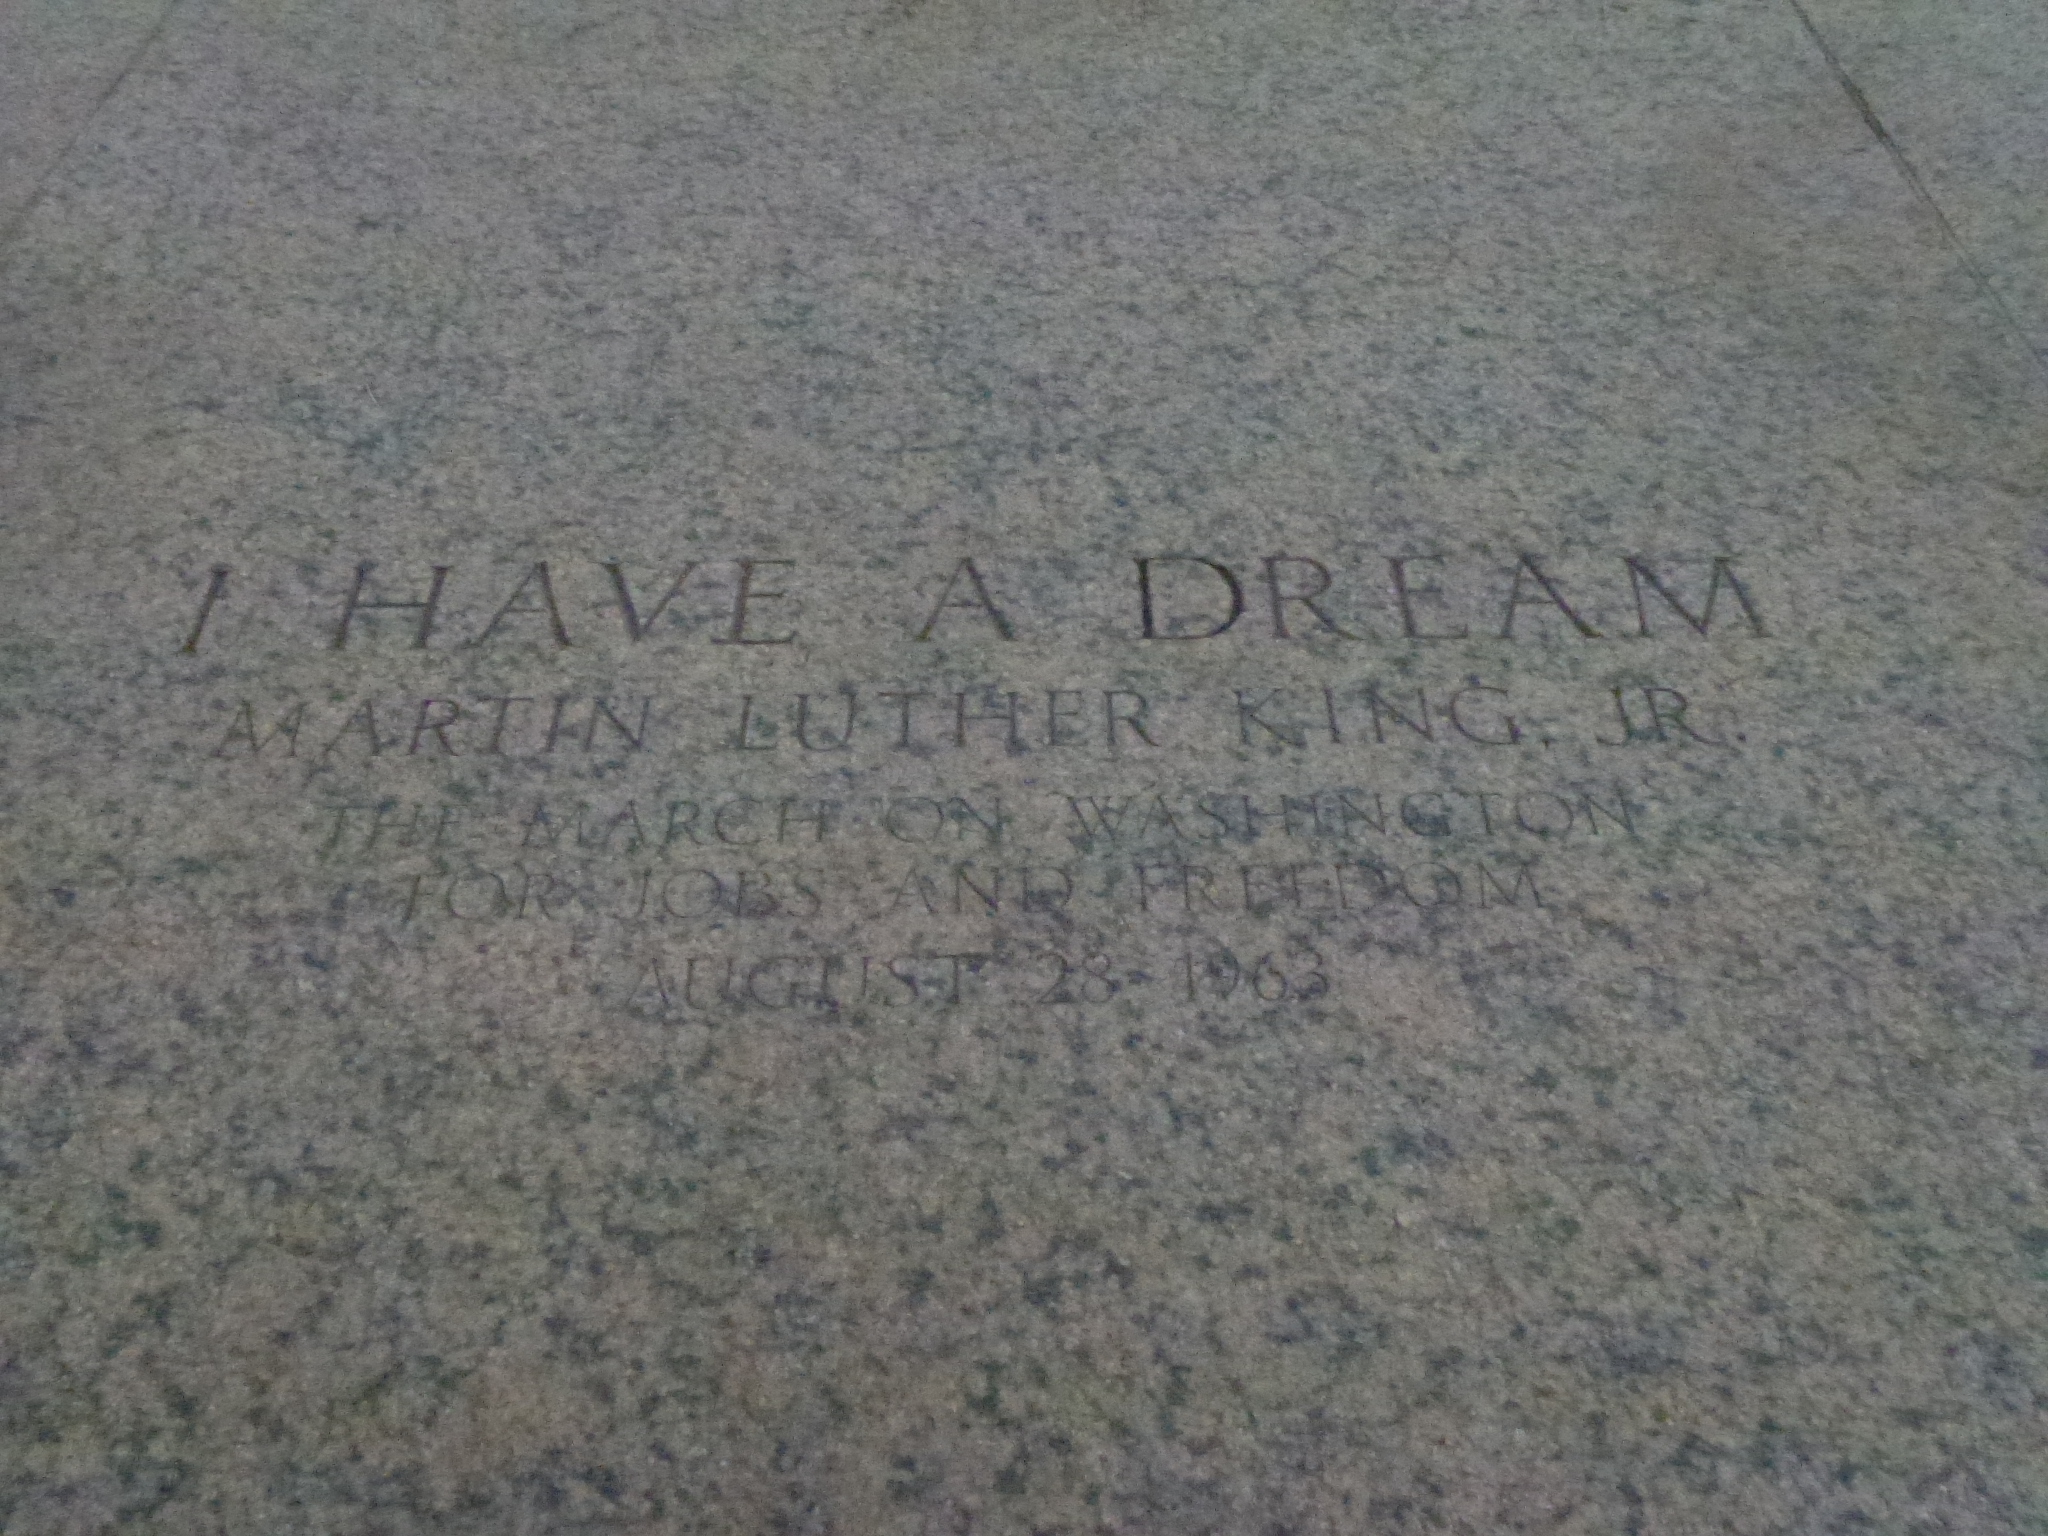 I HAVE A DREAM
MARTIN LUTHER KING, JR.
THE MARCH ON WASHINGTON
FOR JOBS AND FREEDOM
AUGUST 28 1963